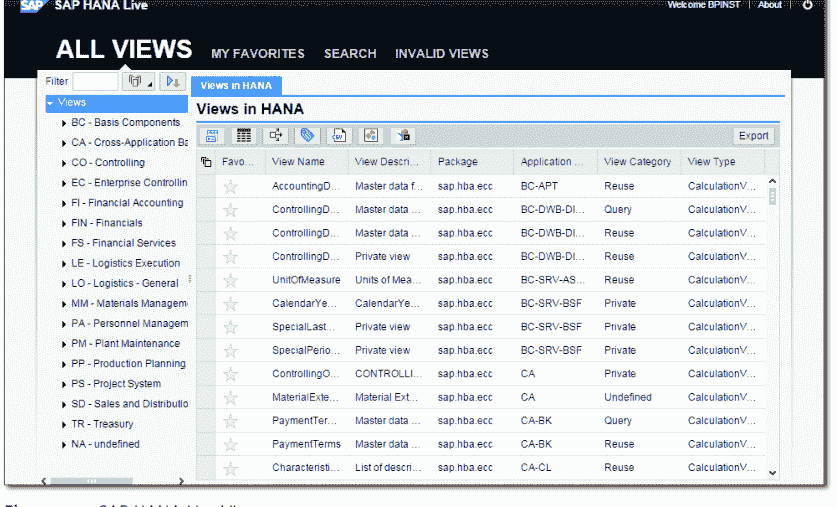 SAP SAP HANA Live Welcome BPINST | About
ALL VIEWS MY FAVORITES SEARCH INVALID VIEWS
Filter
Views
BC - Basis Components
CA - Cross-Application Ba
CO - Controlling
EC - Enterprise Controllin
FI - Financial Accounting
FIN - Financials
FS - Financial Services
LE - Logistics Execution
LO - Logistics - General
MM - Materials Managem
PA - Personnel Managem
PM - Plant Maintenance
PP - Production Planning
PS - Project System
SD - Sales and Distributio
TR - Treasury
NA - undefined
Views in HANA
Views in HANA
CSV
Export
Favo... View Name View Descri... Package Application ... View Category View Type
AccountingD... Master data f... sap.hba.ecc BC-APT Reuse CalculationV...
ControllingD... Master data ... sap.hba.ecc BC-DWB-DI... Query CalculationV...
ControllingD... Master data ... sap.hba.ecc BC-DWB-DI... Reuse CalculationV...
ControllingD... Private view sap.hba.ecc BC-DWB-DI... Reuse CalculationV...
UnitOfMeasure Units of Mea... sap.hba.ecc BC-SRV-AS... Reuse CalculationV...
CalendarYe... CalendarYe... sap.hba.ecc BC-SRV-BSF Private CalculationV...
SpecialLast... Private view sap.hba.ecc BC-SRV-BSF Private CalculationV...
SpecialPerio... Private view sap.hba.ecc BC-SRV-BSF Private CalculationV...
ControllingO... CONTROLLI... sap.hba.ecc CA Private CalculationV...
MaterialExte... Material Ext... sap.hba.ecc CA Undefined CalculationV...
PaymentTer... Master data ... sap.hba.ecc CA-BK Query CalculationV...
PaymentTerms Master data ... sap.hba.ecc CA-BK Reuse CalculationV...
Characteristi... List of descri... sap.hba.ecc CA-CL Reuse CalculationV...